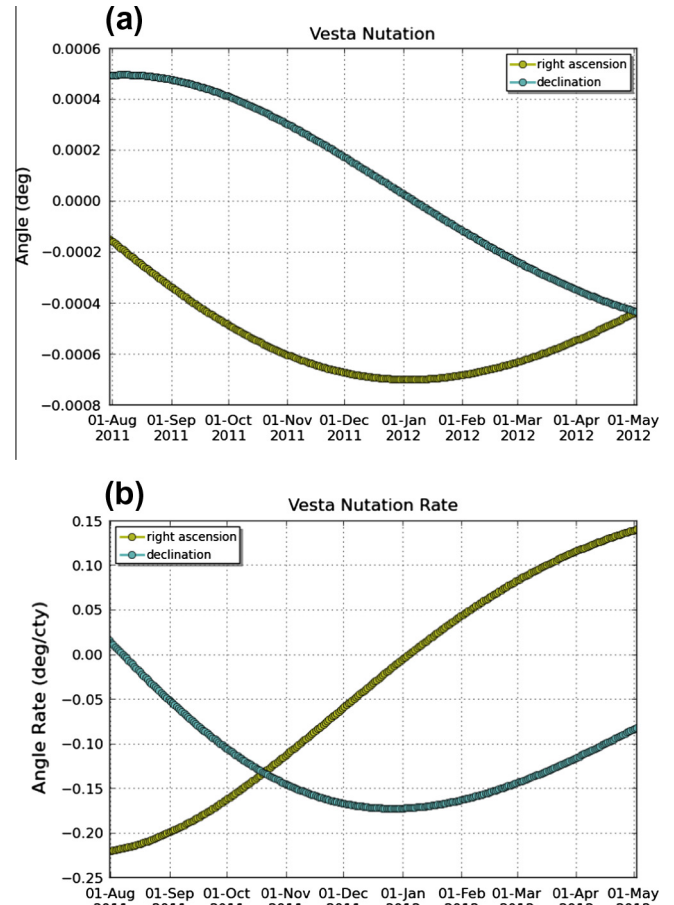 (a)
Vesta Nutation
right ascension
declination
Angle (deg)
0.0006
0.0004
0.0002
0.0000
−0.0002
−0.0004
−0.0006
−0.0008
01-Aug 01-Sep 01-Oct 01-Nov 01-Dec 01-Jan 01-Feb 01-Mar 01-Apr 01-May
2011 2011 2011 2011 2011 2012 2012 2012 2012 2012
(b)
Vesta Nutation Rate
right ascension
declination
Angle Rate (deg/cty)
0.15
0.10
0.05
0.00
−0.05
−0.10
−0.15
−0.20
−0.25
01-Aug 01-Sep 01-Oct 01-Nov 01-Dec 01-Jan 01-Feb 01-Mar 01-Apr 01-May